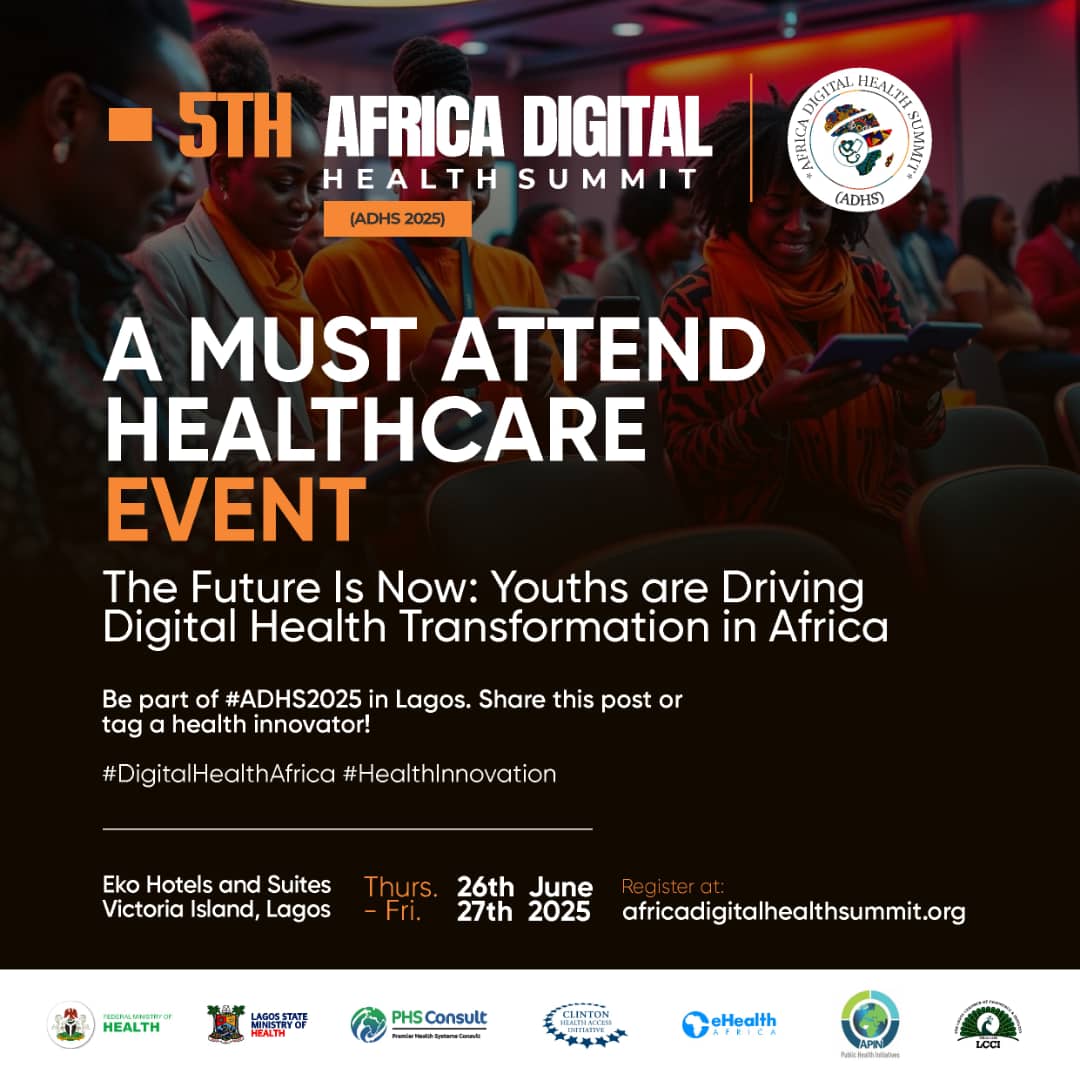 5TH AFRICA DIGITAL
HEALTH SUMMIT
(ADHS 2025)
* AFRICA DIGITAL HEALTH SUMMIT *
(ADHS)
A MUST ATTEND
HEALTHCARE
EVENT
The Future Is Now: Youths are Driving
Digital Health Transformation in Africa
Be part of #ADHS2025 in Lagos. Share this post or
tag a health innovator!
#DigitalHealthAfrica #HealthInnovation
Eko Hotels and Suites
Victoria Island, Lagos
Thurs. 26th June
- Fri. 27th 2025
Register at:
africadigitalhealthsummit.org
FEDERAL MINISTRY OF
HEALTH
LAGOS STATE
MINISTRY OF
HEALTH
PHS Consult
Premier Health Systems Consult
CLINTON
HEALTH ACCESS
INITIATIVE
eHealth
AFRICA
APIN
Public Health Initiatives
LCCI